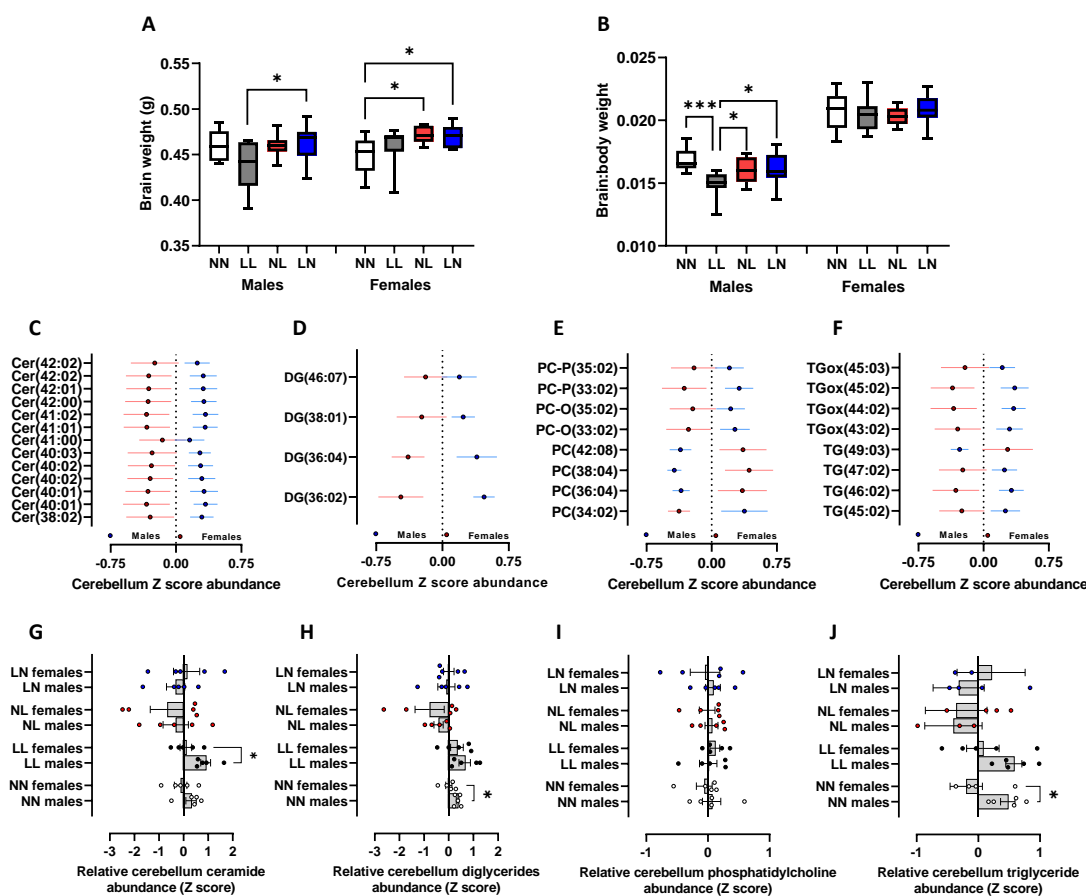 A
B
Brain weight (g)
0.55
0.50
0.45
0.40
0.35
*
*
*
NN LL NL LN NN LL NL LN
Males Females
Brain:body weight
0.025
0.020
0.015
0.010
***
*
*
NN LL NL LN NN LL NL LN
Males Females
C
Cer(42:02)
Cer(42:02)
Cer(42:01)
Cer(42:00)
Cer(41:02)
Cer(41:01)
Cer(41:00)
Cer(40:03)
Cer(40:02)
Cer(40:02)
Cer(40:01)
Cer(40:01)
Cer(38:02)
Males Females
-0.75 0.00 0.75
Cerebellum Z score abundance
D
DG(46:07)
DG(38:01)
DG(36:04)
DG(36:02)
Males Females
-0.75 0.00 0.75
Cerebellum Z score abundance
E
PC-P(35:02)
PC-P(33:02)
PC-O(35:02)
PC-O(33:02)
PC(42:08)
PC(38:04)
PC(36:04)
PC(34:02)
Males Females
-0.75 0.00 0.75
Cerebellum Z score abundance
F
TGox(45:03)
TGox(45:02)
TGox(44:02)
TGox(43:02)
TG(49:03)
TG(47:02)
TG(46:02)
TG(45:02)
Males Females
-0.75 0.00 0.75
Cerebellum Z score abundance
G
LN females
LN males
NL females
NL males
LL females
LL males
NN females
NN males
*
-3 -2 -1 0 1 2
Relative cerebellum ceramide
abundance (Z score)
H
LN females
LN males
NL females
NL males
LL females
LL males
NN females
NN males
*
-3 -2 -1 0 1 2
Relative cerebellum diglycerides
abundance (Z score)
I
LN females
LN males
NL females
NL males
LL females
LL males
NN females
NN males
-1 0 1
Relative cerebellum phosphatidylcholine
abundance (Z score)
J
LN females
LN males
NL females
NL males
LL females
LL males
NN females
NN males
*
-1 0 1
Relative cerebellum triglyceride
abundance (Z score)